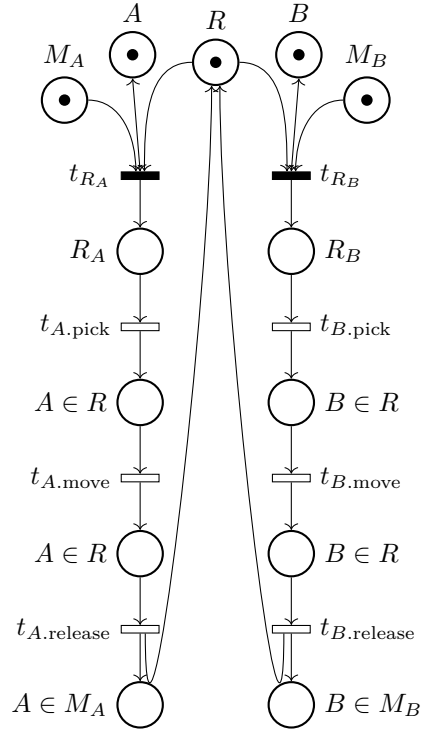 A R B
M_A M_B
t_{R_A} t_{R_B}
R_A R_B
t_{A.pick} t_{B.pick}
A ∈ R B ∈ R
t_{A.move} t_{B.move}
A ∈ R B ∈ R
t_{A.release} t_{B.release}
A ∈ M_A B ∈ M_B